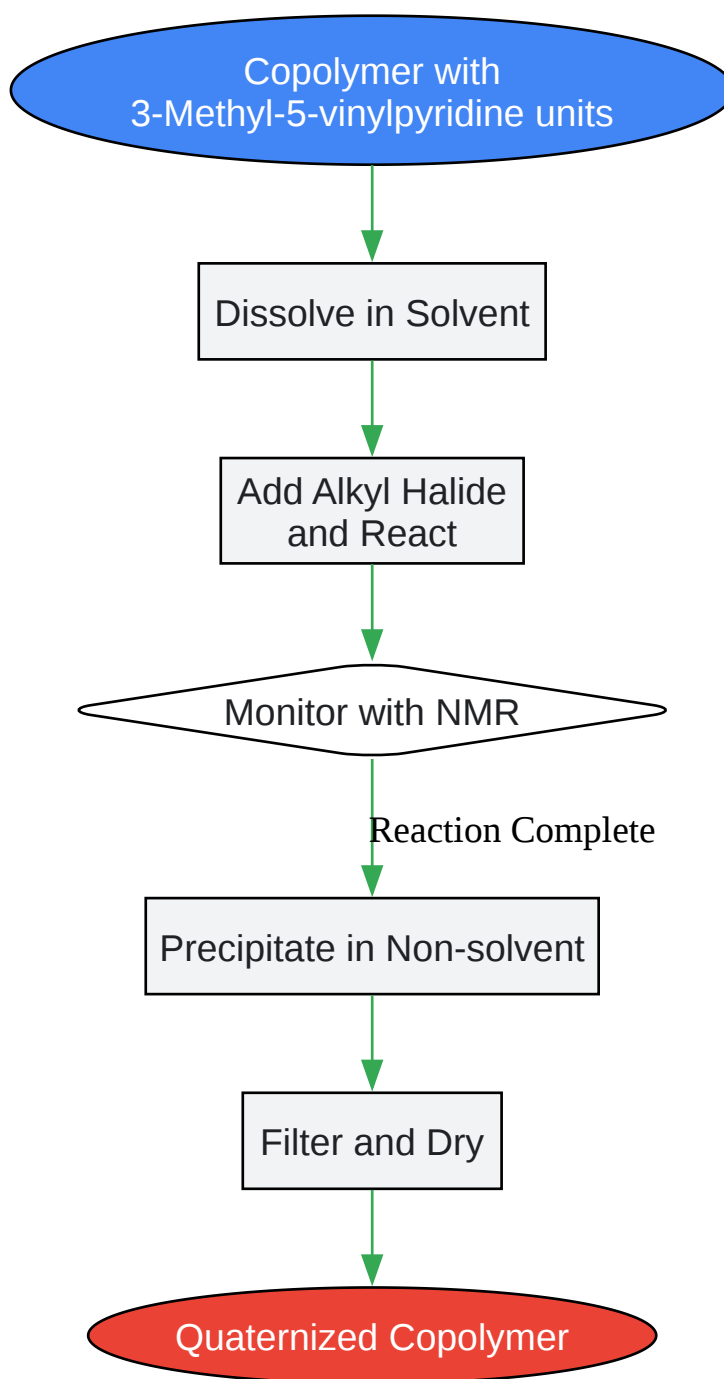 Copolymer with
3-Methyl-5-vinylpyridine units
Dissolve in Solvent
Add Alkyl Halide
and React
Monitor with NMR
Reaction Complete
Precipitate in Non-solvent
Filter and Dry
Quaternized Copolymer